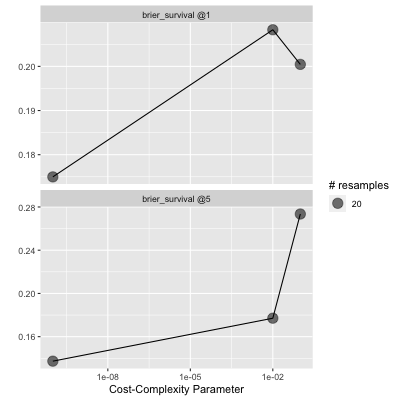 brier_survival @1
0.20
0.19
0.18
brier_survival @5
0.28
0.24
0.20
0.16
1e-08 1e-05 1e-02
Cost-Complexity Parameter
# resamples
20